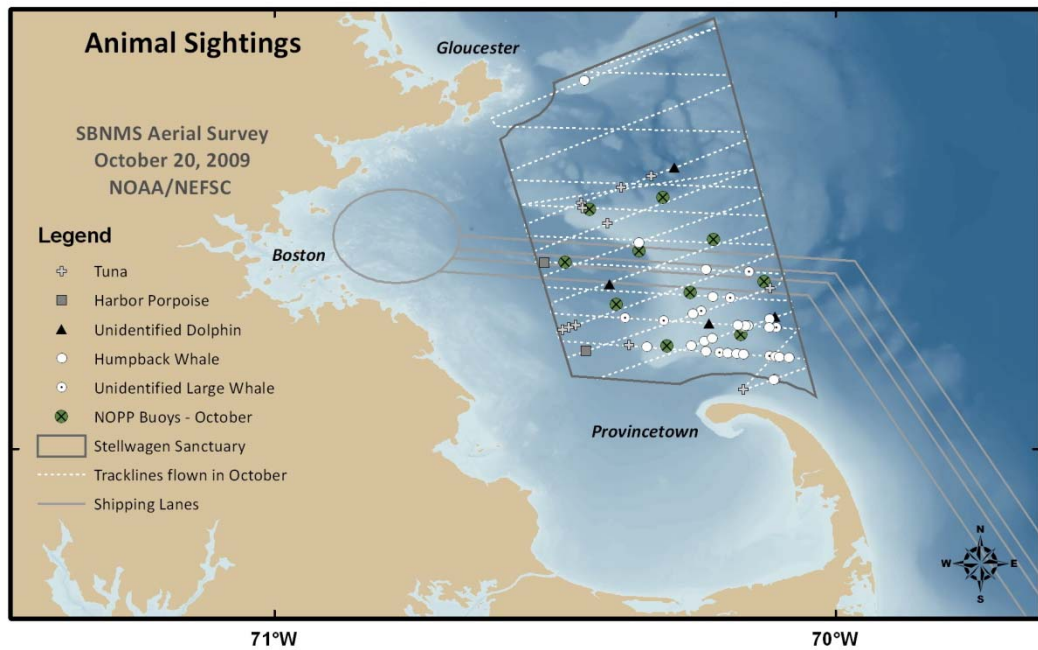 Animal Sightings
Gloucester
SBNMS Aerial Survey
October 20, 2009
NOAA/NEFSC
Legend
Tuna
Boston
Harbor Porpoise
Unidentified Dolphin
Humpback Whale
Unidentified Large Whale
NOPP Buoys - October
Provincetown
Stellwagen Sanctuary
Tracklines flown in October
Shipping Lanes
N
W E
S
71°W 70°W